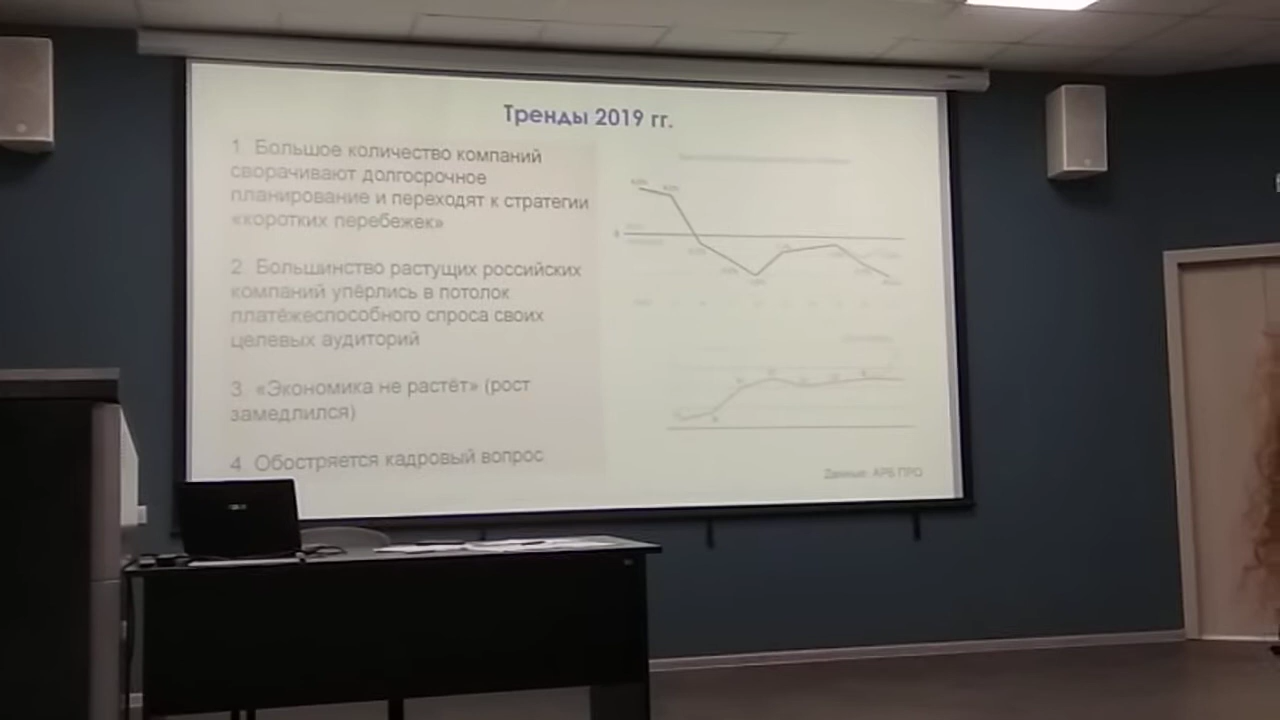 Тренды 2019 гг.
1. Большое количество компаний
сворачивают долгосрочное
планирование и переходят к стратегии
«коротких перебежек»
2. Большинство растущих российских
компаний упёрлись в потолок
платёжеспособного спроса своих
целевых аудиторий
3. «Экономика не растёт» (рост
замедлился)
4. Обостряется кадровый вопрос
Данные: АРБ ПРО